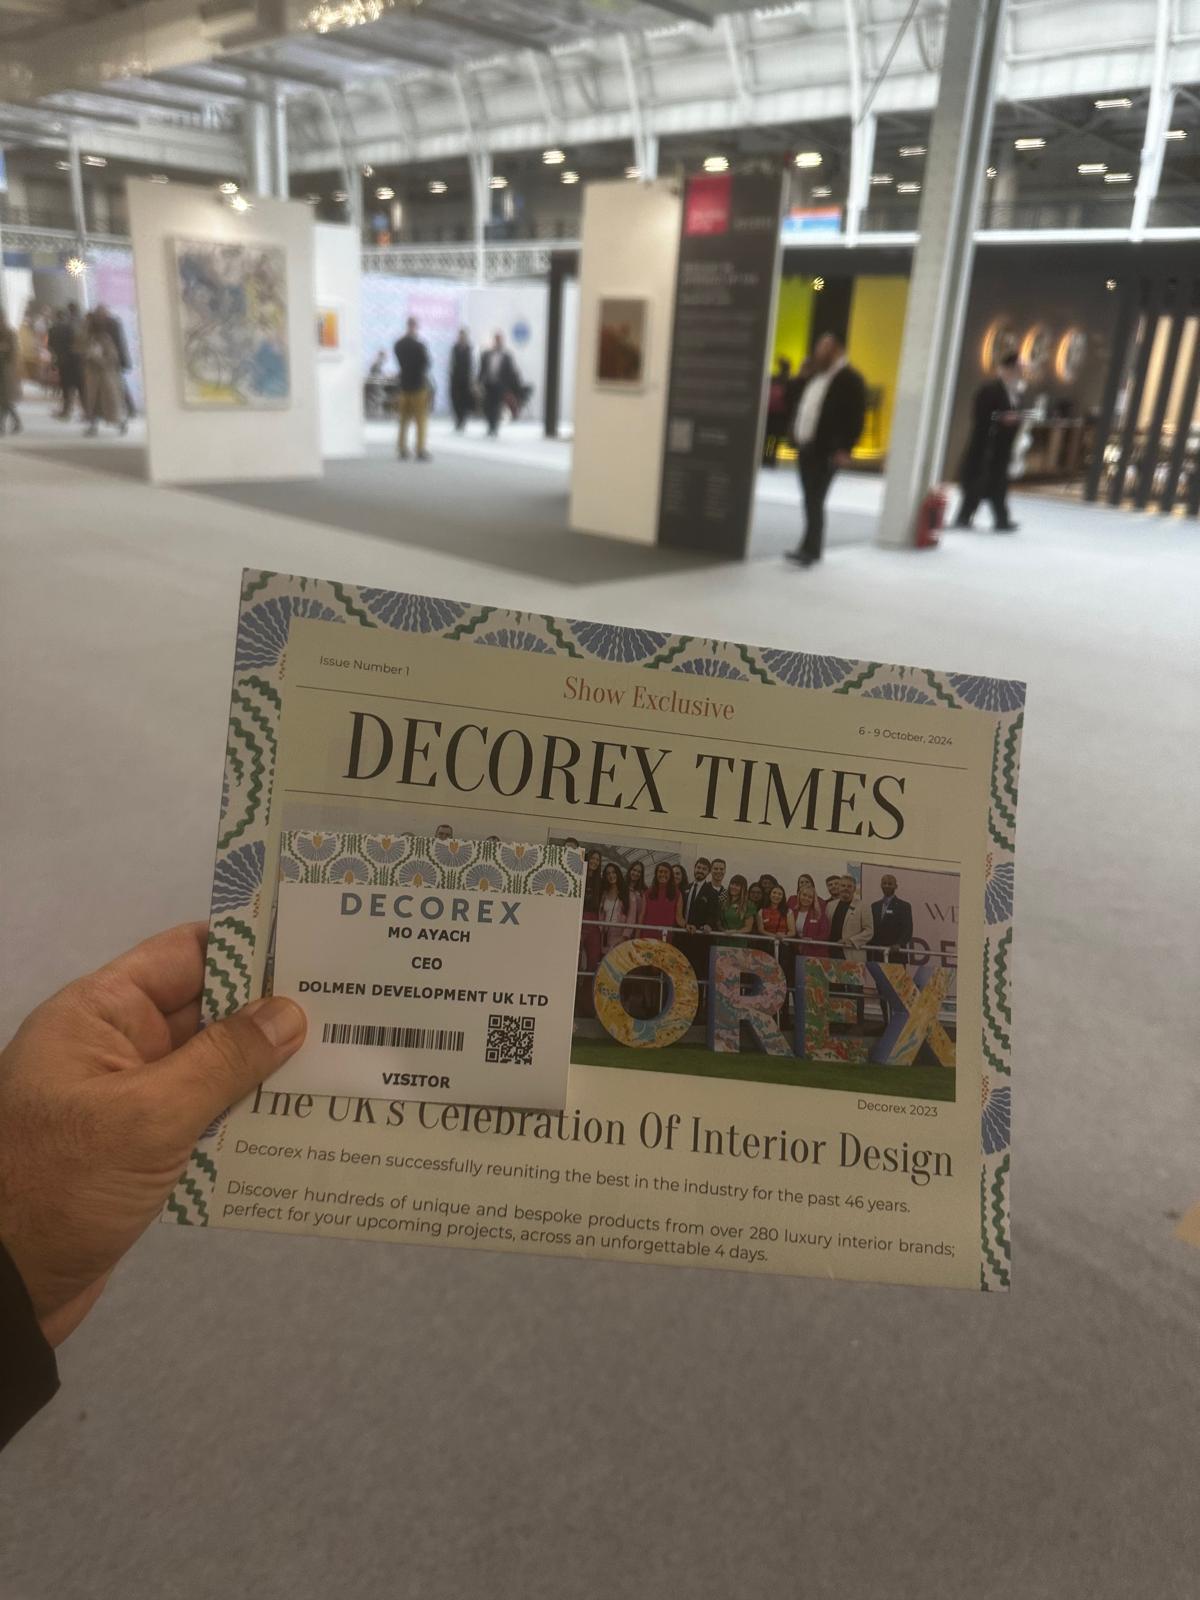 Issue Number 1
Show Exclusive
6 - 9 October, 2024
DECOREX TIMES
DECOREX
MO AYACH
CEO
DOLMEN DEVELOPMENT UK LTD
VISITOR
OREX
WE
DE
Decorex 2023
The UK's Celebration Of Interior Design
Decorex has been successfully reuniting the best in the industry for the past 46 years.
Discover hundreds of unique and bespoke products from over 280 luxury interior brands;
perfect for your upcoming projects, across an unforgettable 4 days.